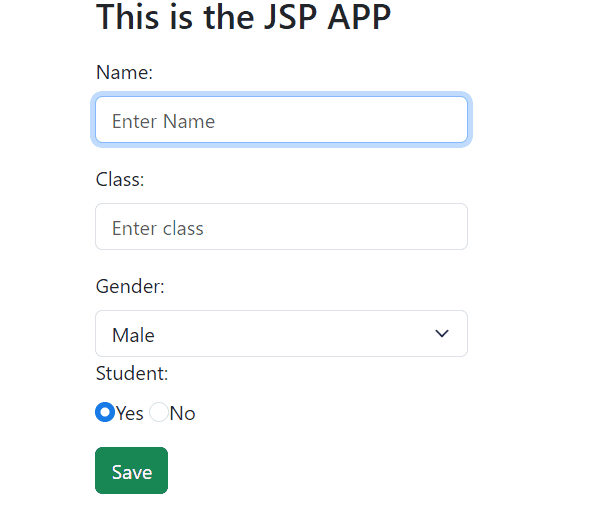 This is the JSP APP
Name:
Enter Name
Class:
Enter class
Gender:
Male
Student:
Yes No
Save